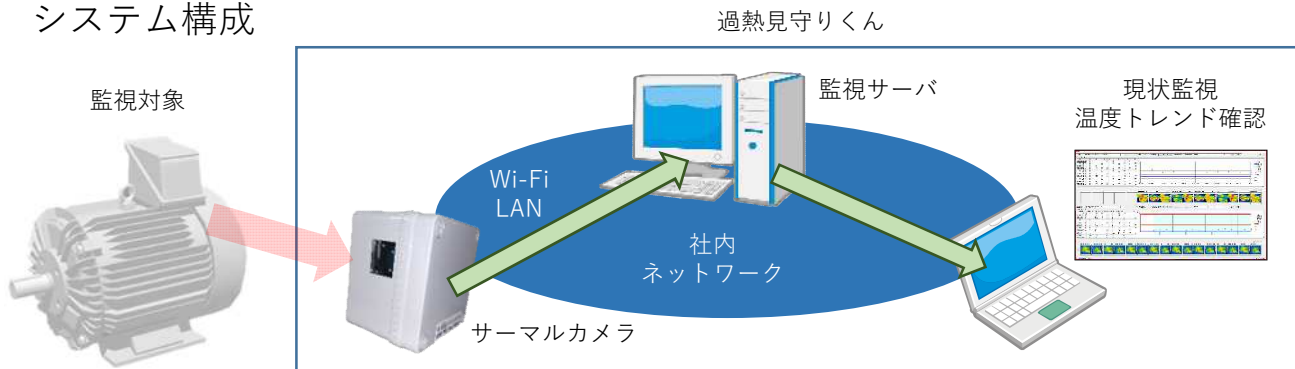 システム構成
過熱見守りくん
監視対象
監視サーバ
現状監視
温度トレンド確認
Wi-Fi
LAN
社内
ネットワーク
サーマルカメラ